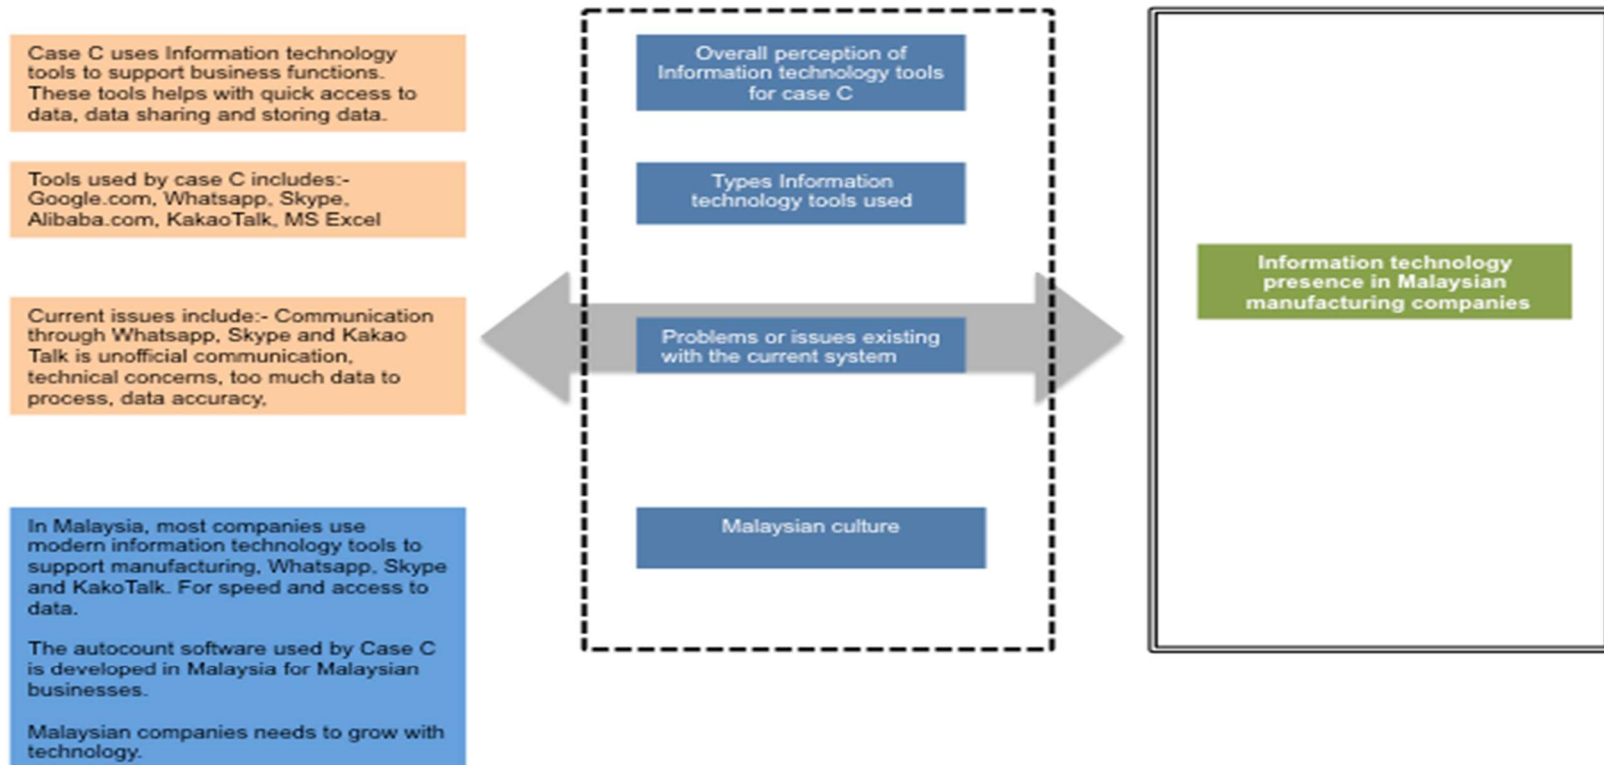 Case C uses Information technology
tools to support business functions.
These tools helps with quick access to
data, data sharing and storing data.
Overall perception of
Information technology tools
for case C
Tools used by case C includes:-
Google.com, Whatsapp, Skype,
Alibaba.com, KakaoTalk, MS Excel
Types Information
technology tools used
Information technology
presence in Malaysian
manufacturing companies
Current issues include:- Communication
through Whatsapp, Skype and Kakao
Talk is unofficial communication,
technical concerns, too much data to
process, data accuracy,
Problems or issues existing
with the current system
In Malaysia, most companies use
modern information technology tools to
support manufacturing, Whatsapp, Skype
and KakoTalk. For speed and access to
data.
The autocount software used by Case C
is developed in Malaysia for Malaysian
businesses.
Malaysian companies needs to grow with
technology.
Malaysian culture